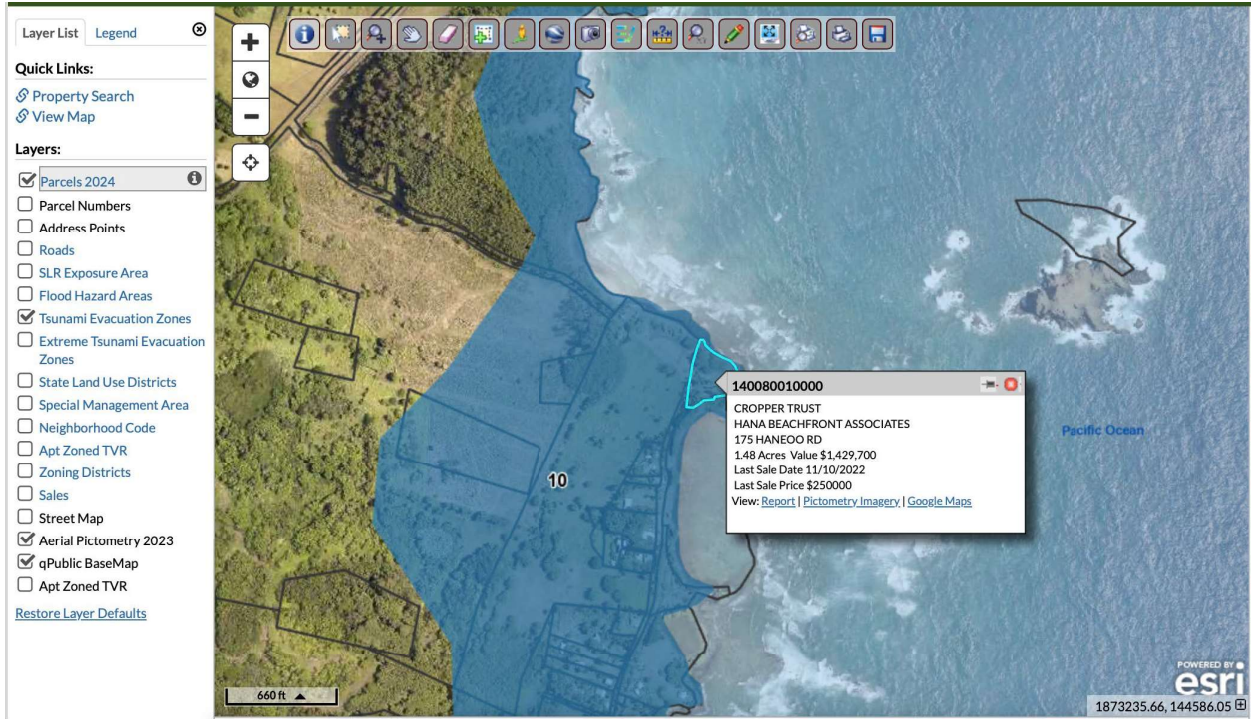 Layer List
Legend
Quick Links:
Property Search
View Map
Layers:
Parcels 2024
Parcel Numbers
Address Points
Roads
SLR Exposure Area
Flood Hazard Areas
Tsunami Evacuation Zones
Extreme Tsunami Evacuation
Zones
State Land Use Districts
Special Management Area
Neighborhood Code
Apt Zoned TVR
Zoning Districts
Sales
Street Map
Aerial Pictometry 2023
qPublic BaseMap
Apt Zoned TVR
Restore Layer Defaults
140080010000
CROPPER TRUST
HANA BEACHFRONT ASSOCIATES
175 HANEOO RD
1.48 Acres Value $1,429,700
Last Sale Date 11/10/2022
Last Sale Price $250000
View: Report | Pictometry Imagery | Google Maps
Pacific Ocean
10
660 ft
POWERED BY
esri
1873235.66, 144586.05